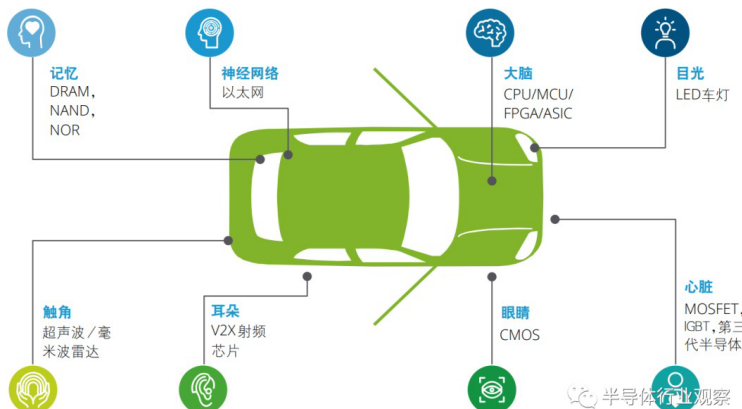 记忆
DRAM，
NAND，
NOR
神经网络
以太网
大脑
CPU/MCU/
FPGA/ASIC
目光
LED车灯
触角
超声波／毫
米波雷达
耳朵
V2X射频
芯片
眼睛
CMOS
心脏
MOSFET，
IGBT，第三
代半导体
半导体行业观察